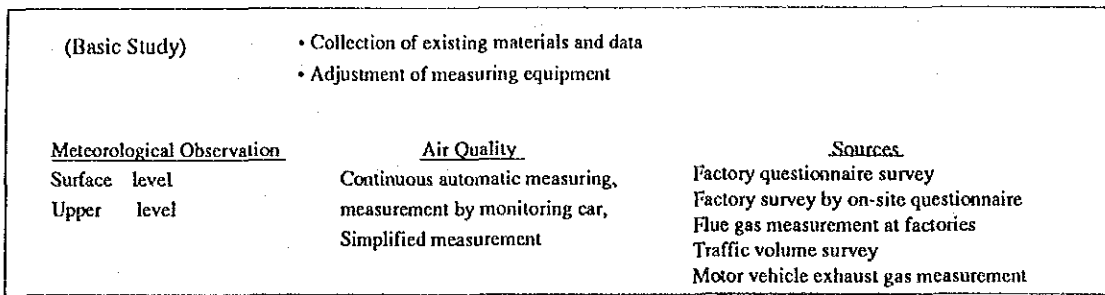 (Basic Study) • Collection of existing materials and data
• Adjustment of measuring equipment
Meteorological Observation
Surface level
Upper level
Air Quality
Continuous automatic measuring,
measurement by monitoring car,
Simplified measurement
Sources
Factory questionnaire survey
Factory survey by on-site questionnaire
Flue gas measurement at factories
Traffic volume survey
Motor vehicle exhaust gas measurement